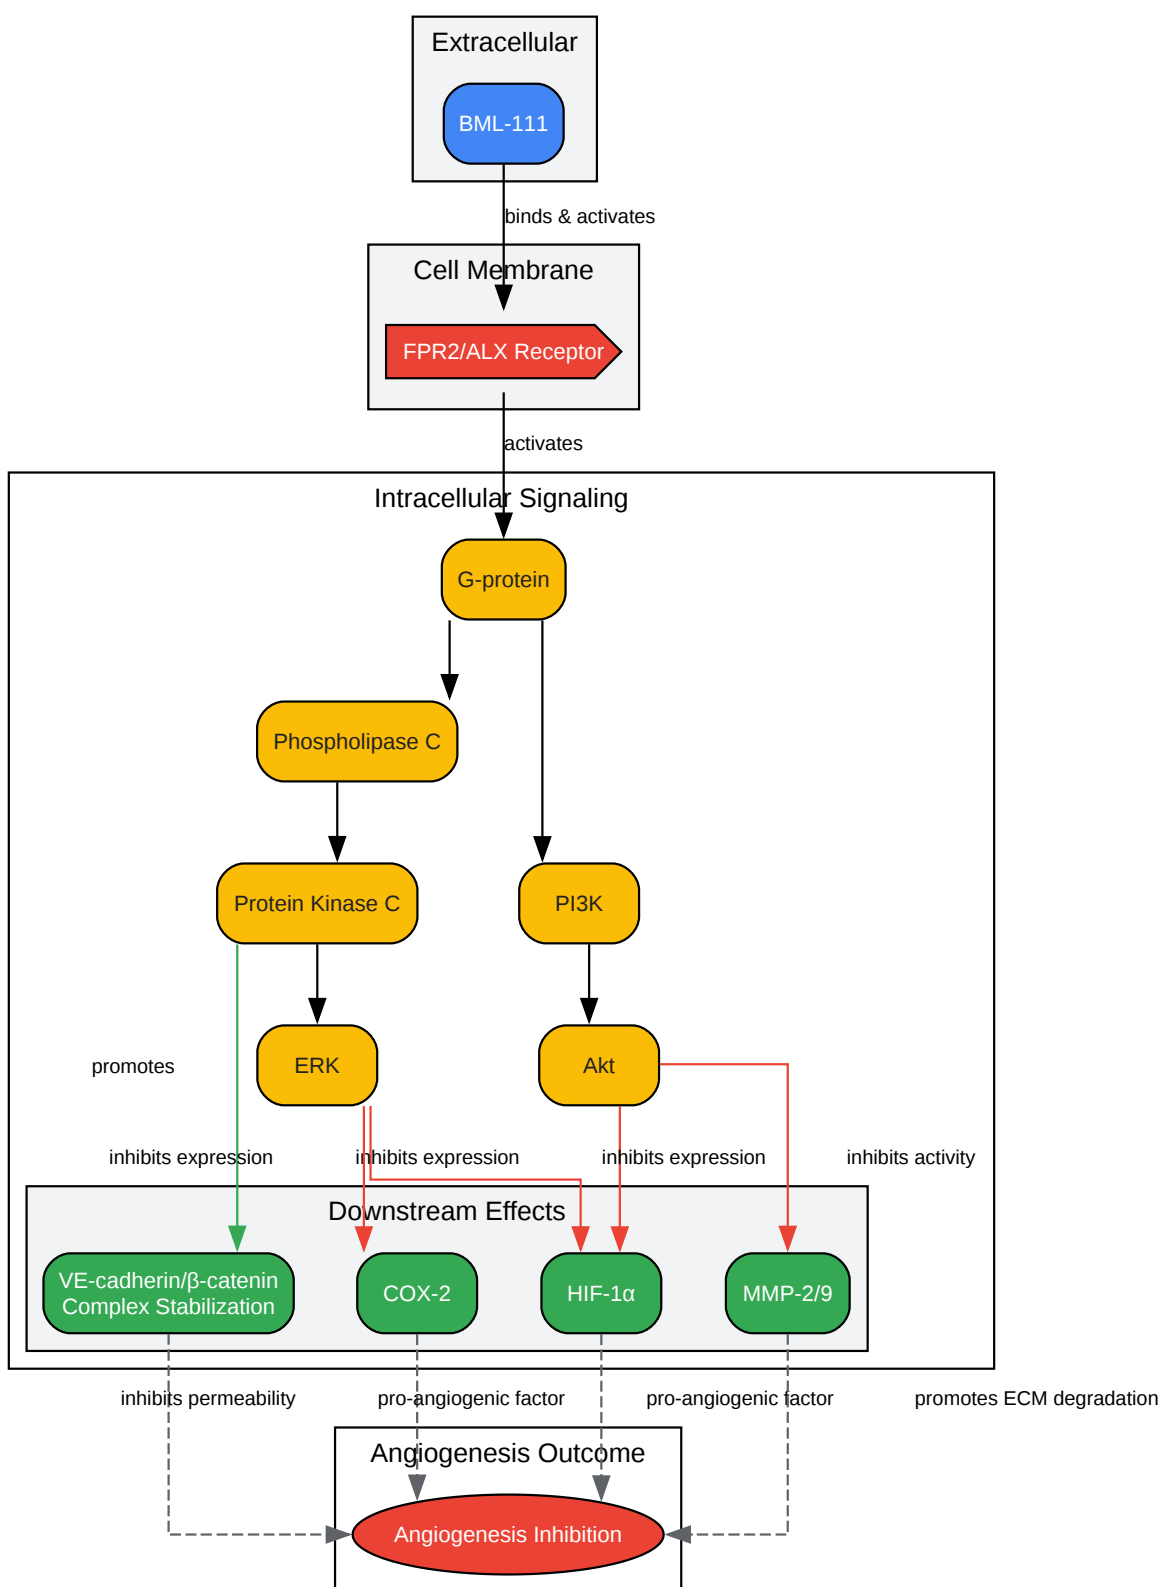 Extracellular
BML-111
binds & activates
Cell Membrane
FPR2/ALX Receptor
activates
Intracellular Signaling
G-protein
Phospholipase C
Protein Kinase C
PI3K
ERK
Akt
promotes
inhibits expression
inhibits expression
inhibits expression
inhibits activity
Downstream Effects
VE-cadherin/β-catenin
Complex Stabilization
COX-2
HIF-1α
MMP-2/9
inhibits permeability
pro-angiogenic factor
pro-angiogenic factor
promotes ECM degradation
Angiogenesis Outcome
Angiogenesis Inhibition